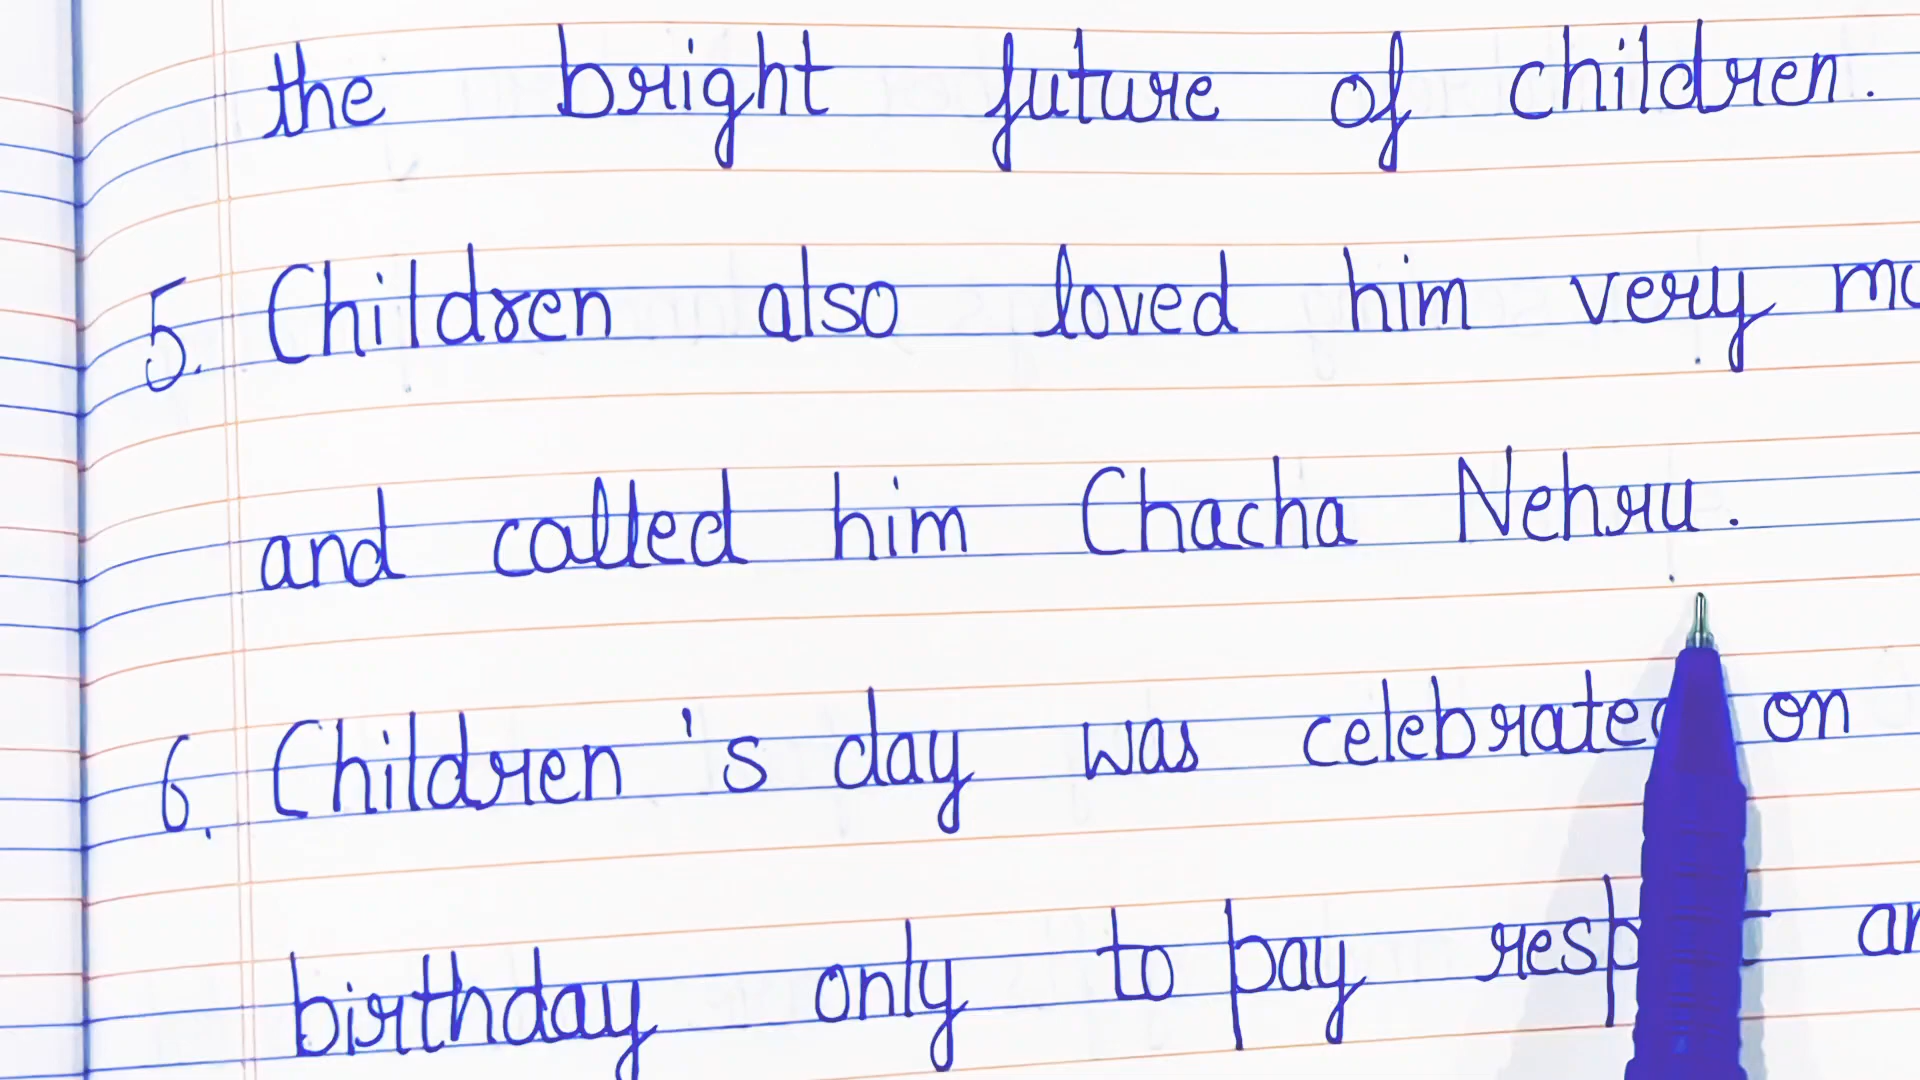 the bright future of children.
5. Children also loved him very
and called him Chacha Nehru.
6. Children's day was celebrated on
birthday only to pay